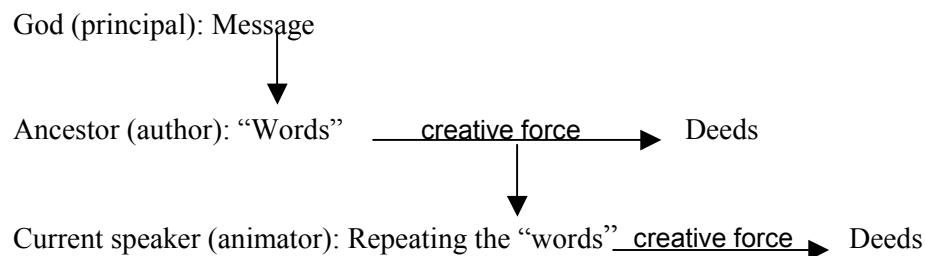 God (principal): Message
Ancestor (author): “Words” creative force Deeds
Current speaker (animator): Repeating the “words” creative force Deeds